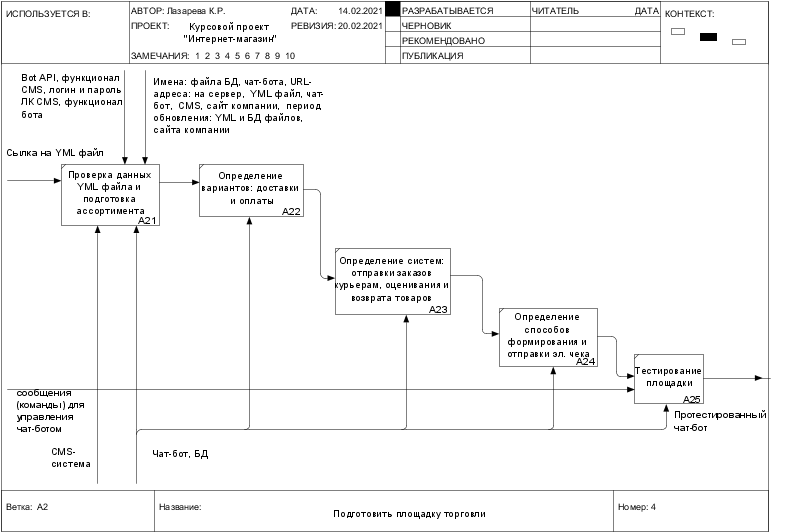 ИСПОЛЬЗУЕТСЯ В:
АВТОР: Лазарева К.Р.
ДАТА: 14.02.2021
РАЗРАБАТЫВАЕТСЯ
ЧИТАТЕЛЬ
ДАТА
КОНТЕКСТ:
ПРОЕКТ: Курсовой проект
"Интернет-магазин"
РЕВИЗИЯ: 20.02.2021
ЧЕРНОВИК
РЕКОМЕНДОВАНО
ЗАМЕЧАНИЯ: 1 2 3 4 5 6 7 8 9 10
ПУБЛИКАЦИЯ
Bot API, функционал
CMS, логин и пароль
ЛК CMS, функционал
бота
Имена: файла БД, чат-бота, URL-
адреса: на сервер, YML файл, чат-
бот, CMS, сайт компании, период
обновления: YML и БД файлов,
сайта компании
Сылка на YML файл
Проверка данных
YML файла и
подготовка
ассортимента
A21
Определение
вариантов: доставки
и оплаты
A22
Определение систем:
отправки заказов
курьерам, оценивания и
возврата товаров
A23
Определение
способов
формирования и
отправки эл. чека
A24
Тестирование
площадки
A25
сообщения
(команды) для
управления
чат-ботом
Протестированный
чат-бот
CMS-
система
Чат-бот, БД
Ветка: A2
Название:
Подготовить площадку торговли
Номер: 4